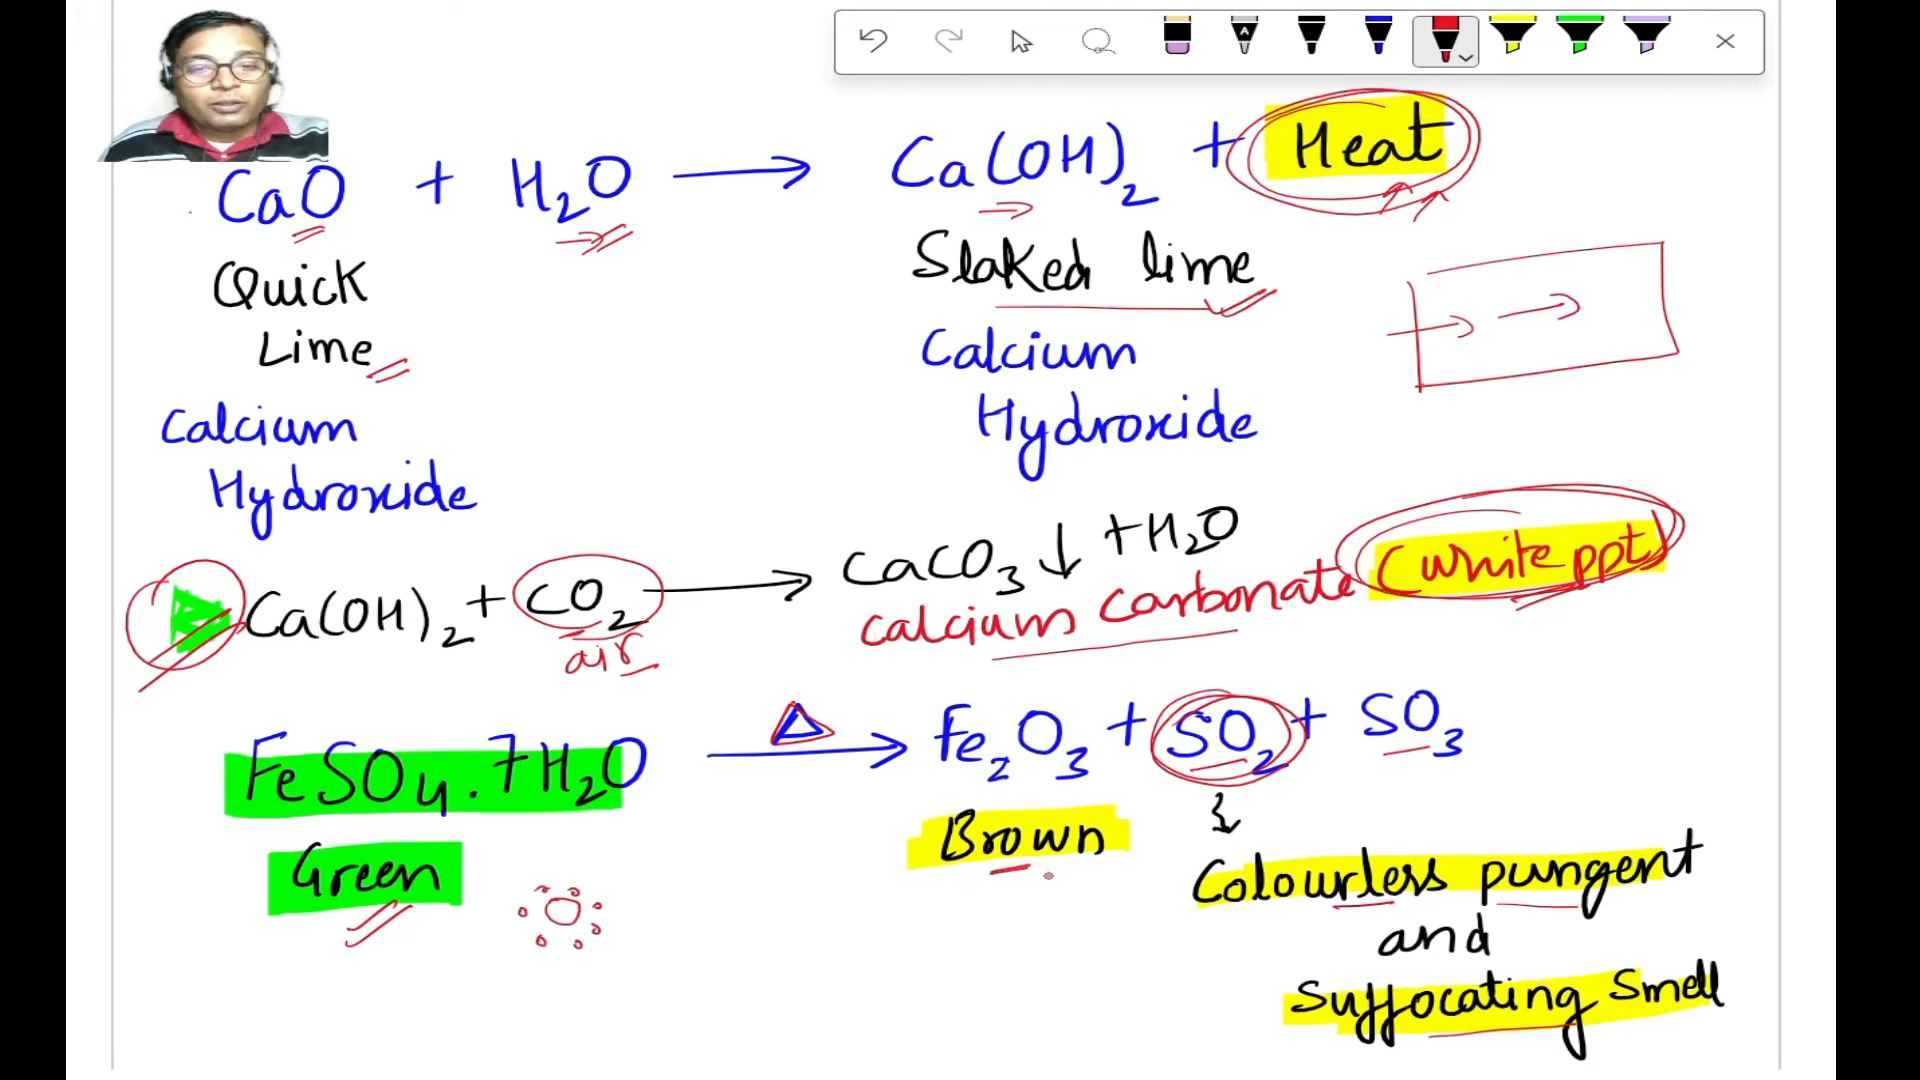 CaO + H₂O → Ca(OH)₂ + Heat
Quick
Lime
Slaked lime
Calcium
Hydroxide
Calcium
Hydroxide
Ca(OH)₂ + CO₂ → CaCO₃↓ + H₂O
air
calcium carbonate (white ppt)
FeSO₄.7H₂O △→ Fe₂O₃ + SO₂ + SO₃
Green
Brown
Colourless pungent
and
Suffocating Smell